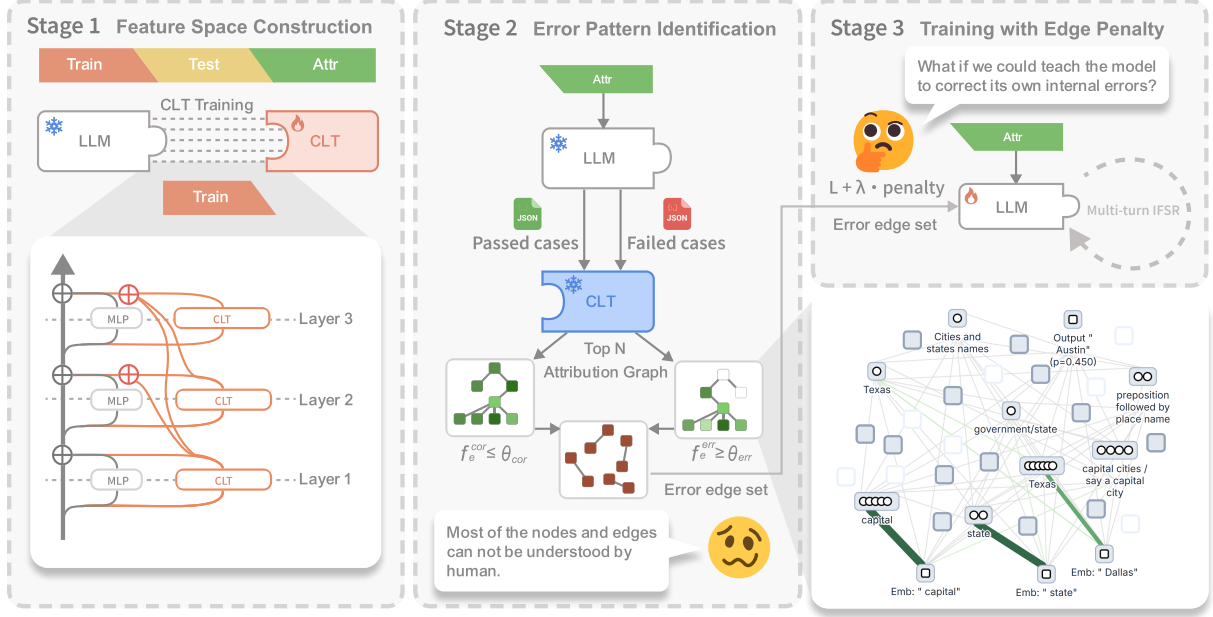 Stage 1 Feature Space Construction
Train Test Attr
CLT Training
LLM
CLT
Train
MLP CLT Layer 3
MLP CLT Layer 2
MLP CLT Layer 1
Stage 2 Error Pattern Identification
Attr
LLM
JSON JSON
Passed cases Failed cases
CLT
Top N
Attribution Graph
f_e^cor ≤ θ_cor
f_e^err ≥ θ_err
Error edge set
Most of the nodes and edges
can not be understood by
human.
Stage 3 Training with Edge Penalty
What if we could teach the model
to correct its own internal errors?
Attr
L + λ • penalty
LLM
Multi-turn IFSR
Error edge set
Cities and
states names
Output "
Austin"
(p=0.450)
Texas
preposition
followed by
place name
government/state
capital cities /
say a capital
city
Texas
capital
state
Emb: " Dallas"
Emb: " capital"
Emb: " state"